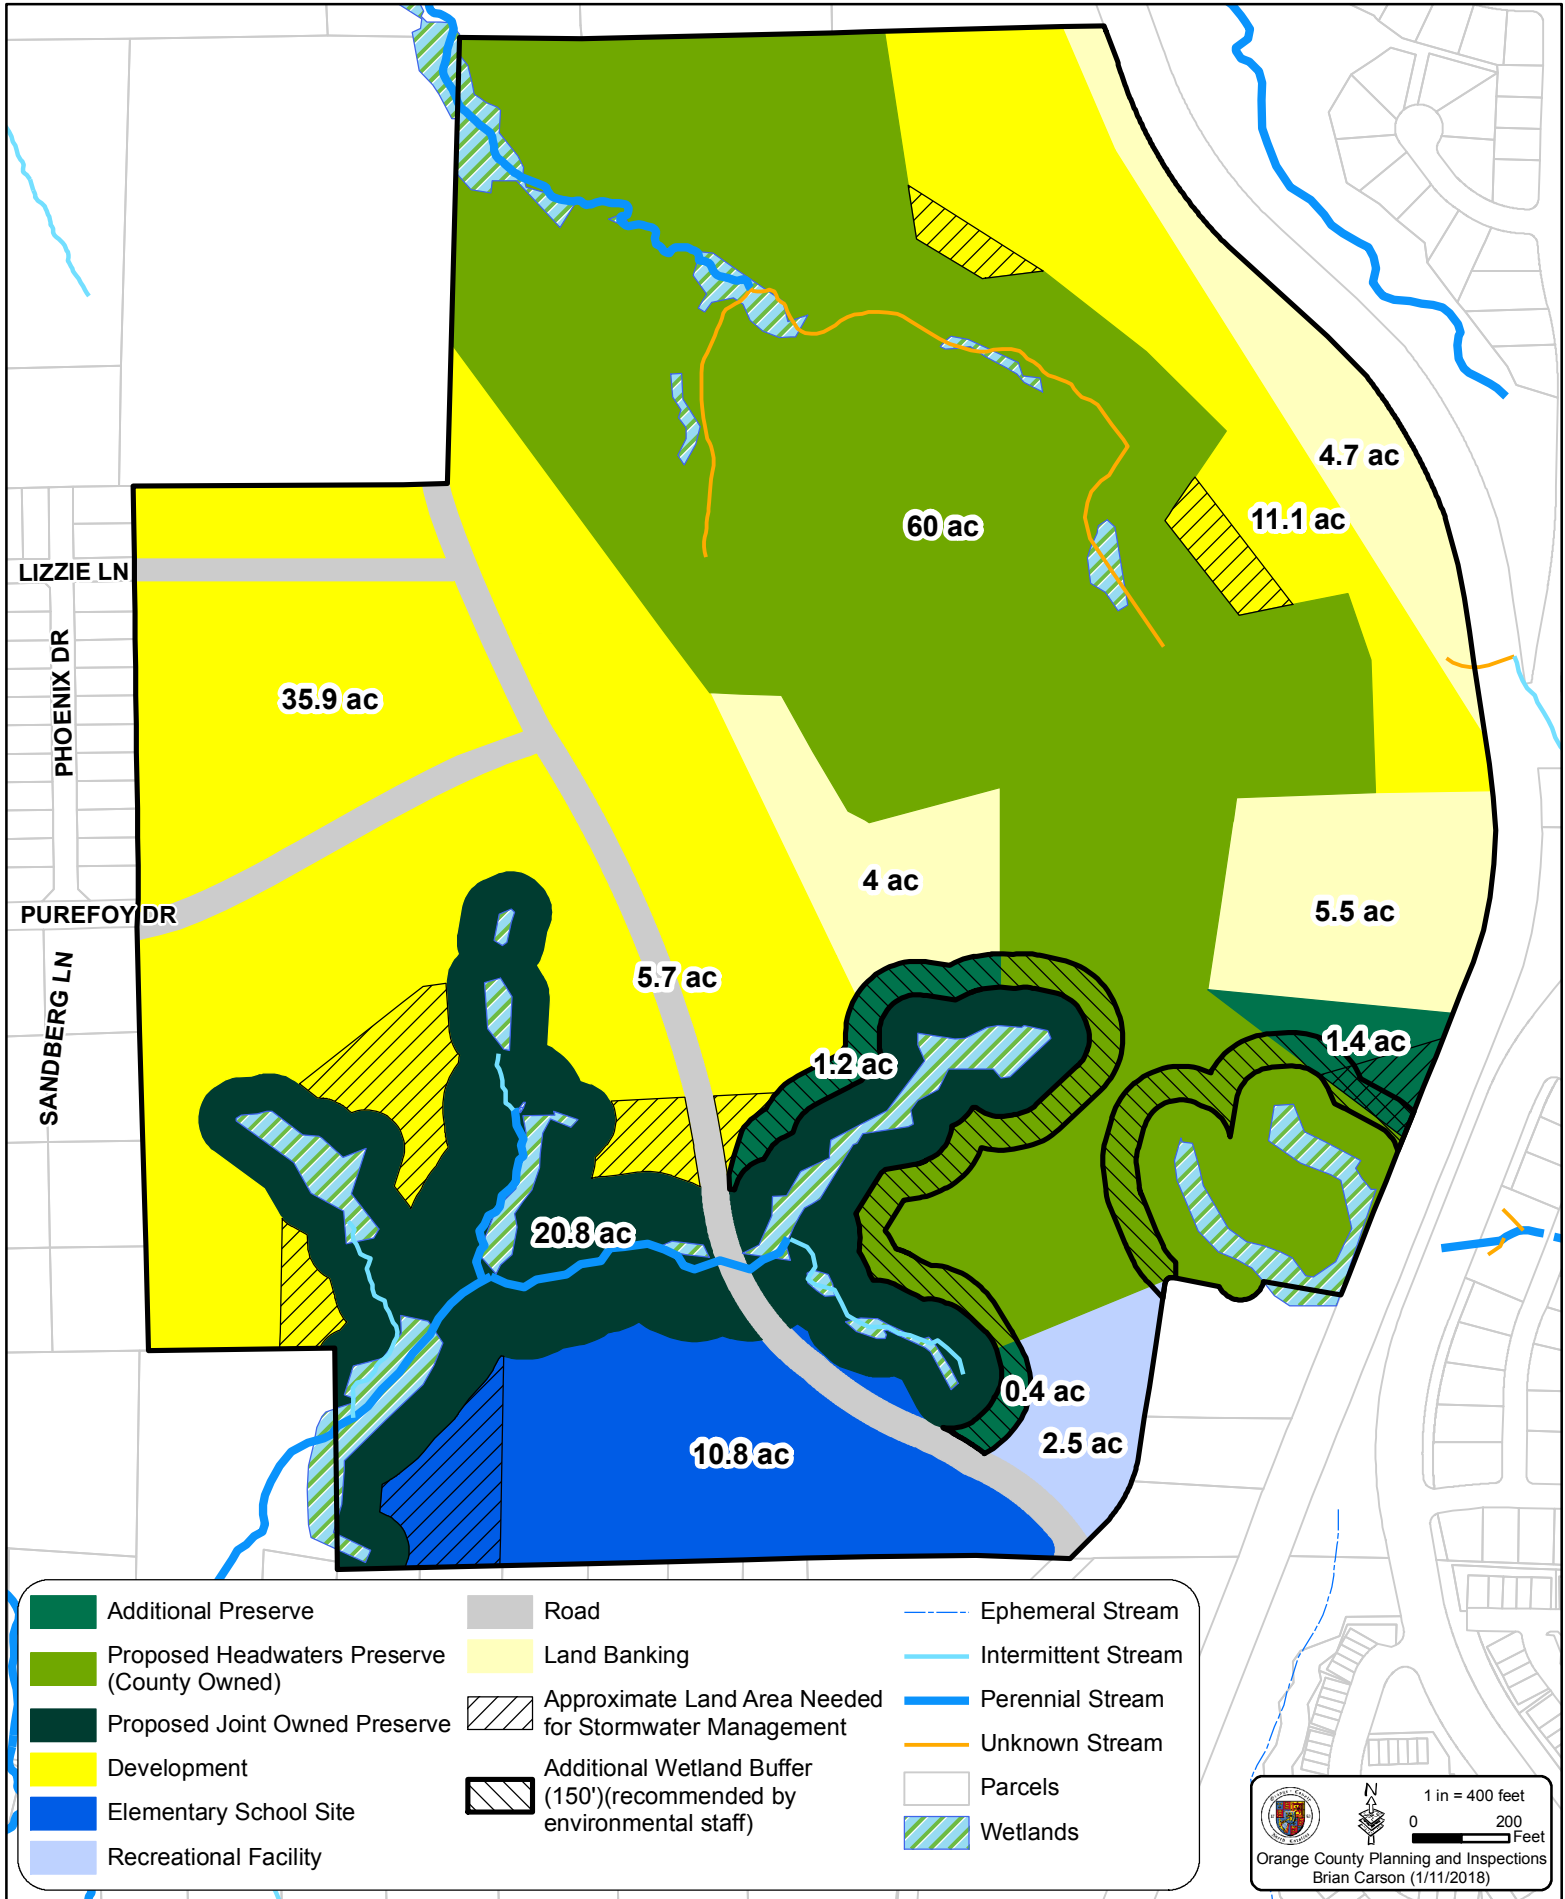 4.7 ac
11.1 ac
60 ac
LIZZIE LN
PHOENIX DR
35.9 ac
4 ac
5.5 ac
PUREFOY DR
SANDBERG LN
5.7 ac
1.2 ac
1.4 ac
20.8 ac
0.4 ac
2.5 ac
10.8 ac
Additional Preserve
Proposed Headwaters Preserve
(County Owned)
Proposed Joint Owned Preserve
Development
Elementary School Site
Recreational Facility
Road
Land Banking
Approximate Land Area Needed
for Stormwater Management
Additional Wetland Buffer
(150')(recommended by
environmental staff)
Ephemeral Stream
Intermittent Stream
Perennial Stream
Unknown Stream
Parcels
Wetlands
N
1 in = 400 feet
0 200
Feet
Orange County Planning and Inspections
Brian Carson (1/11/2018)